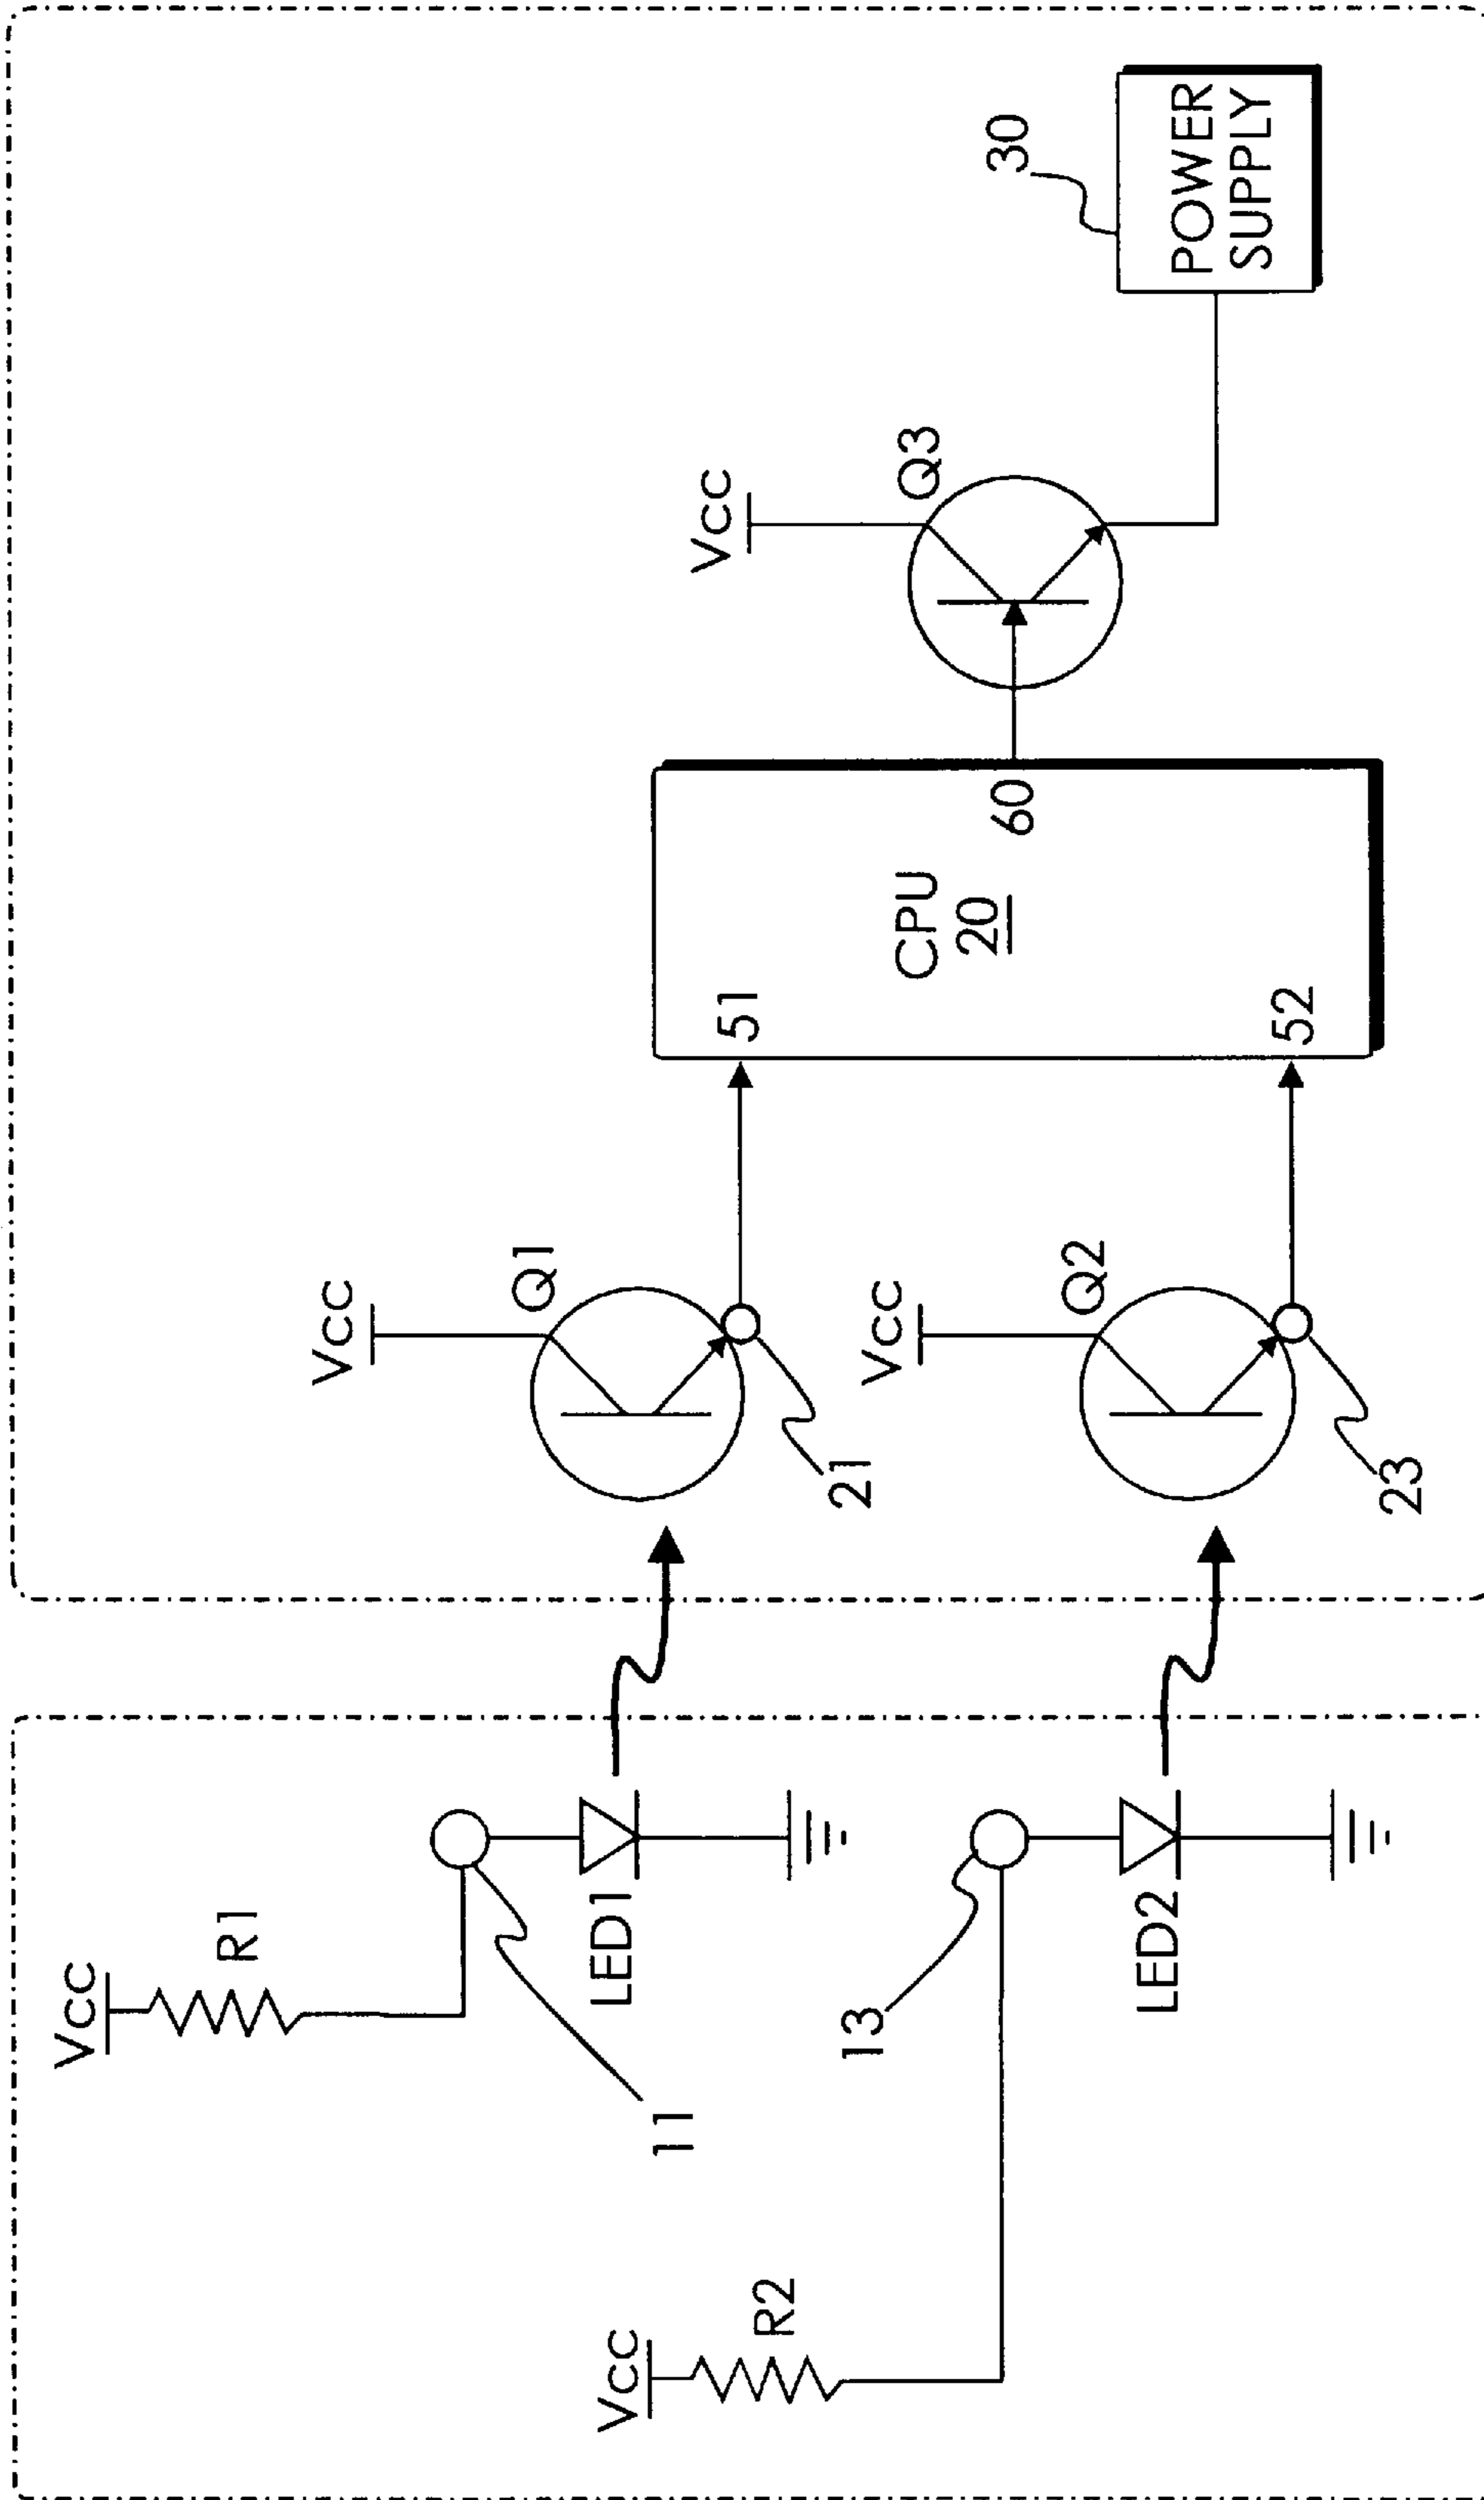 Vcc
R1
11
LED1
Vcc
R2
13
LED2
Vcc
Q1
21
Vcc
Q2
23
51
52
CPU
20
60
Vcc
Q3
30
POWER
SUPPLY